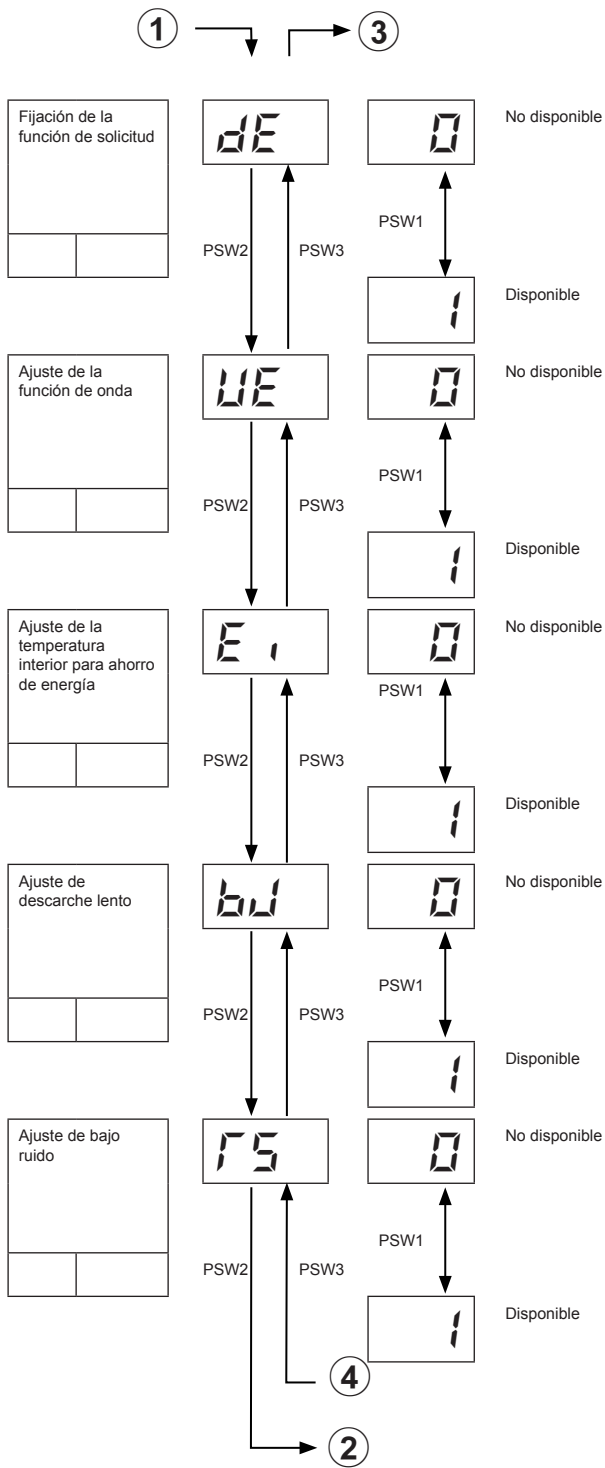 1
3
Fijación de la
función de solicitud
dE
0
No disponible
PSW2
PSW3
PSW1
1
Disponible
Ajuste de la
función de onda
UE
0
No disponible
PSW2
PSW3
PSW1
1
Disponible
Ajuste de la
temperatura
interior para ahorro
de energía
Ei
0
No disponible
PSW2
PSW3
PSW1
1
Disponible
Ajuste de
descarche lento
0
No disponible
PSW2
PSW3
PSW1
1
Disponible
Ajuste de bajo
ruido
0
No disponible
PSW2
PSW3
PSW1
1
Disponible
4
2